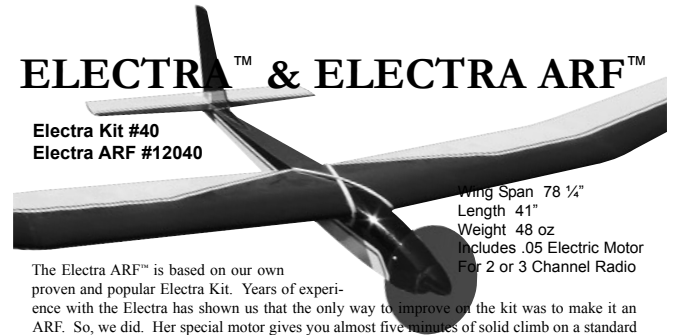 ELECTRA™ & ELECTRA ARF™
Electra Kit #40
Electra ARF #12040
Wing Span 78 ¼”
Length 41”
Weight 48 oz
Includes .05 Electric Motor
For 2 or 3 Channel Radio
The Electra ARF™ is based on our own
proven and popular Electra Kit. Years of experi-
ence with the Electra has shown us that the only way to improve on the kit was to make it an
ARF. So, we did. Her special motor gives you almost five minutes of solid climb on a standard